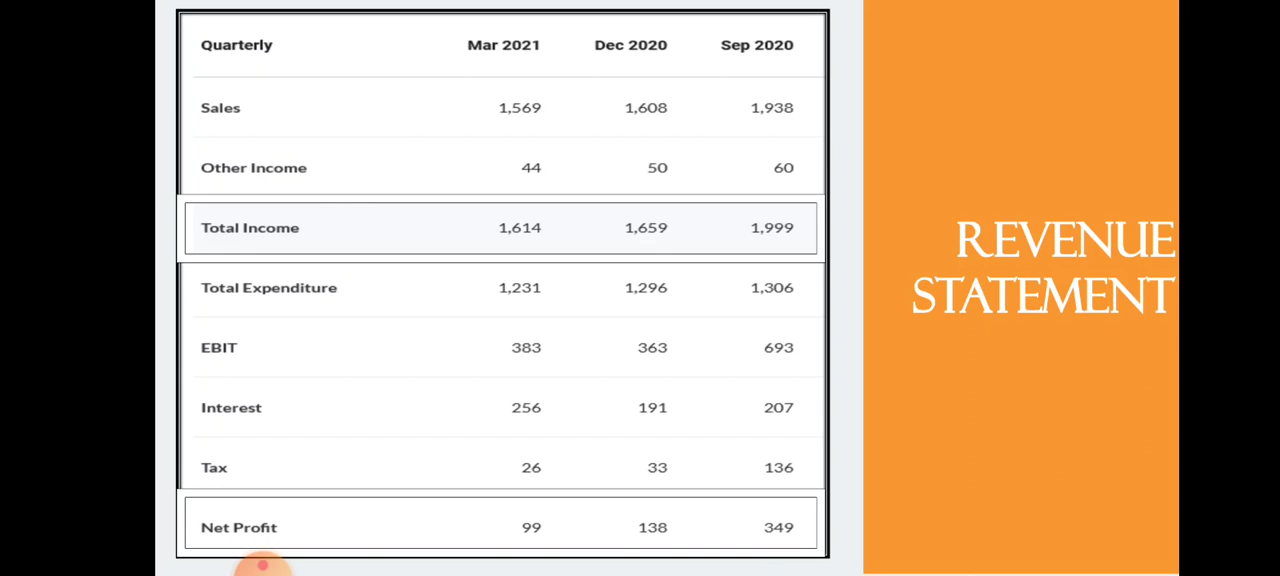 Quarterly Mar 2021 Dec 2020 Sep 2020
Sales 1,569 1,608 1,938
Other Income 44 50 60
Total Income 1,614 1,659 1,999
Total Expenditure 1,231 1,296 1,306
EBIT 383 363 693
Interest 256 191 207
Tax 26 33 136
Net Profit 99 138 349
REVENUE
STATEMENT